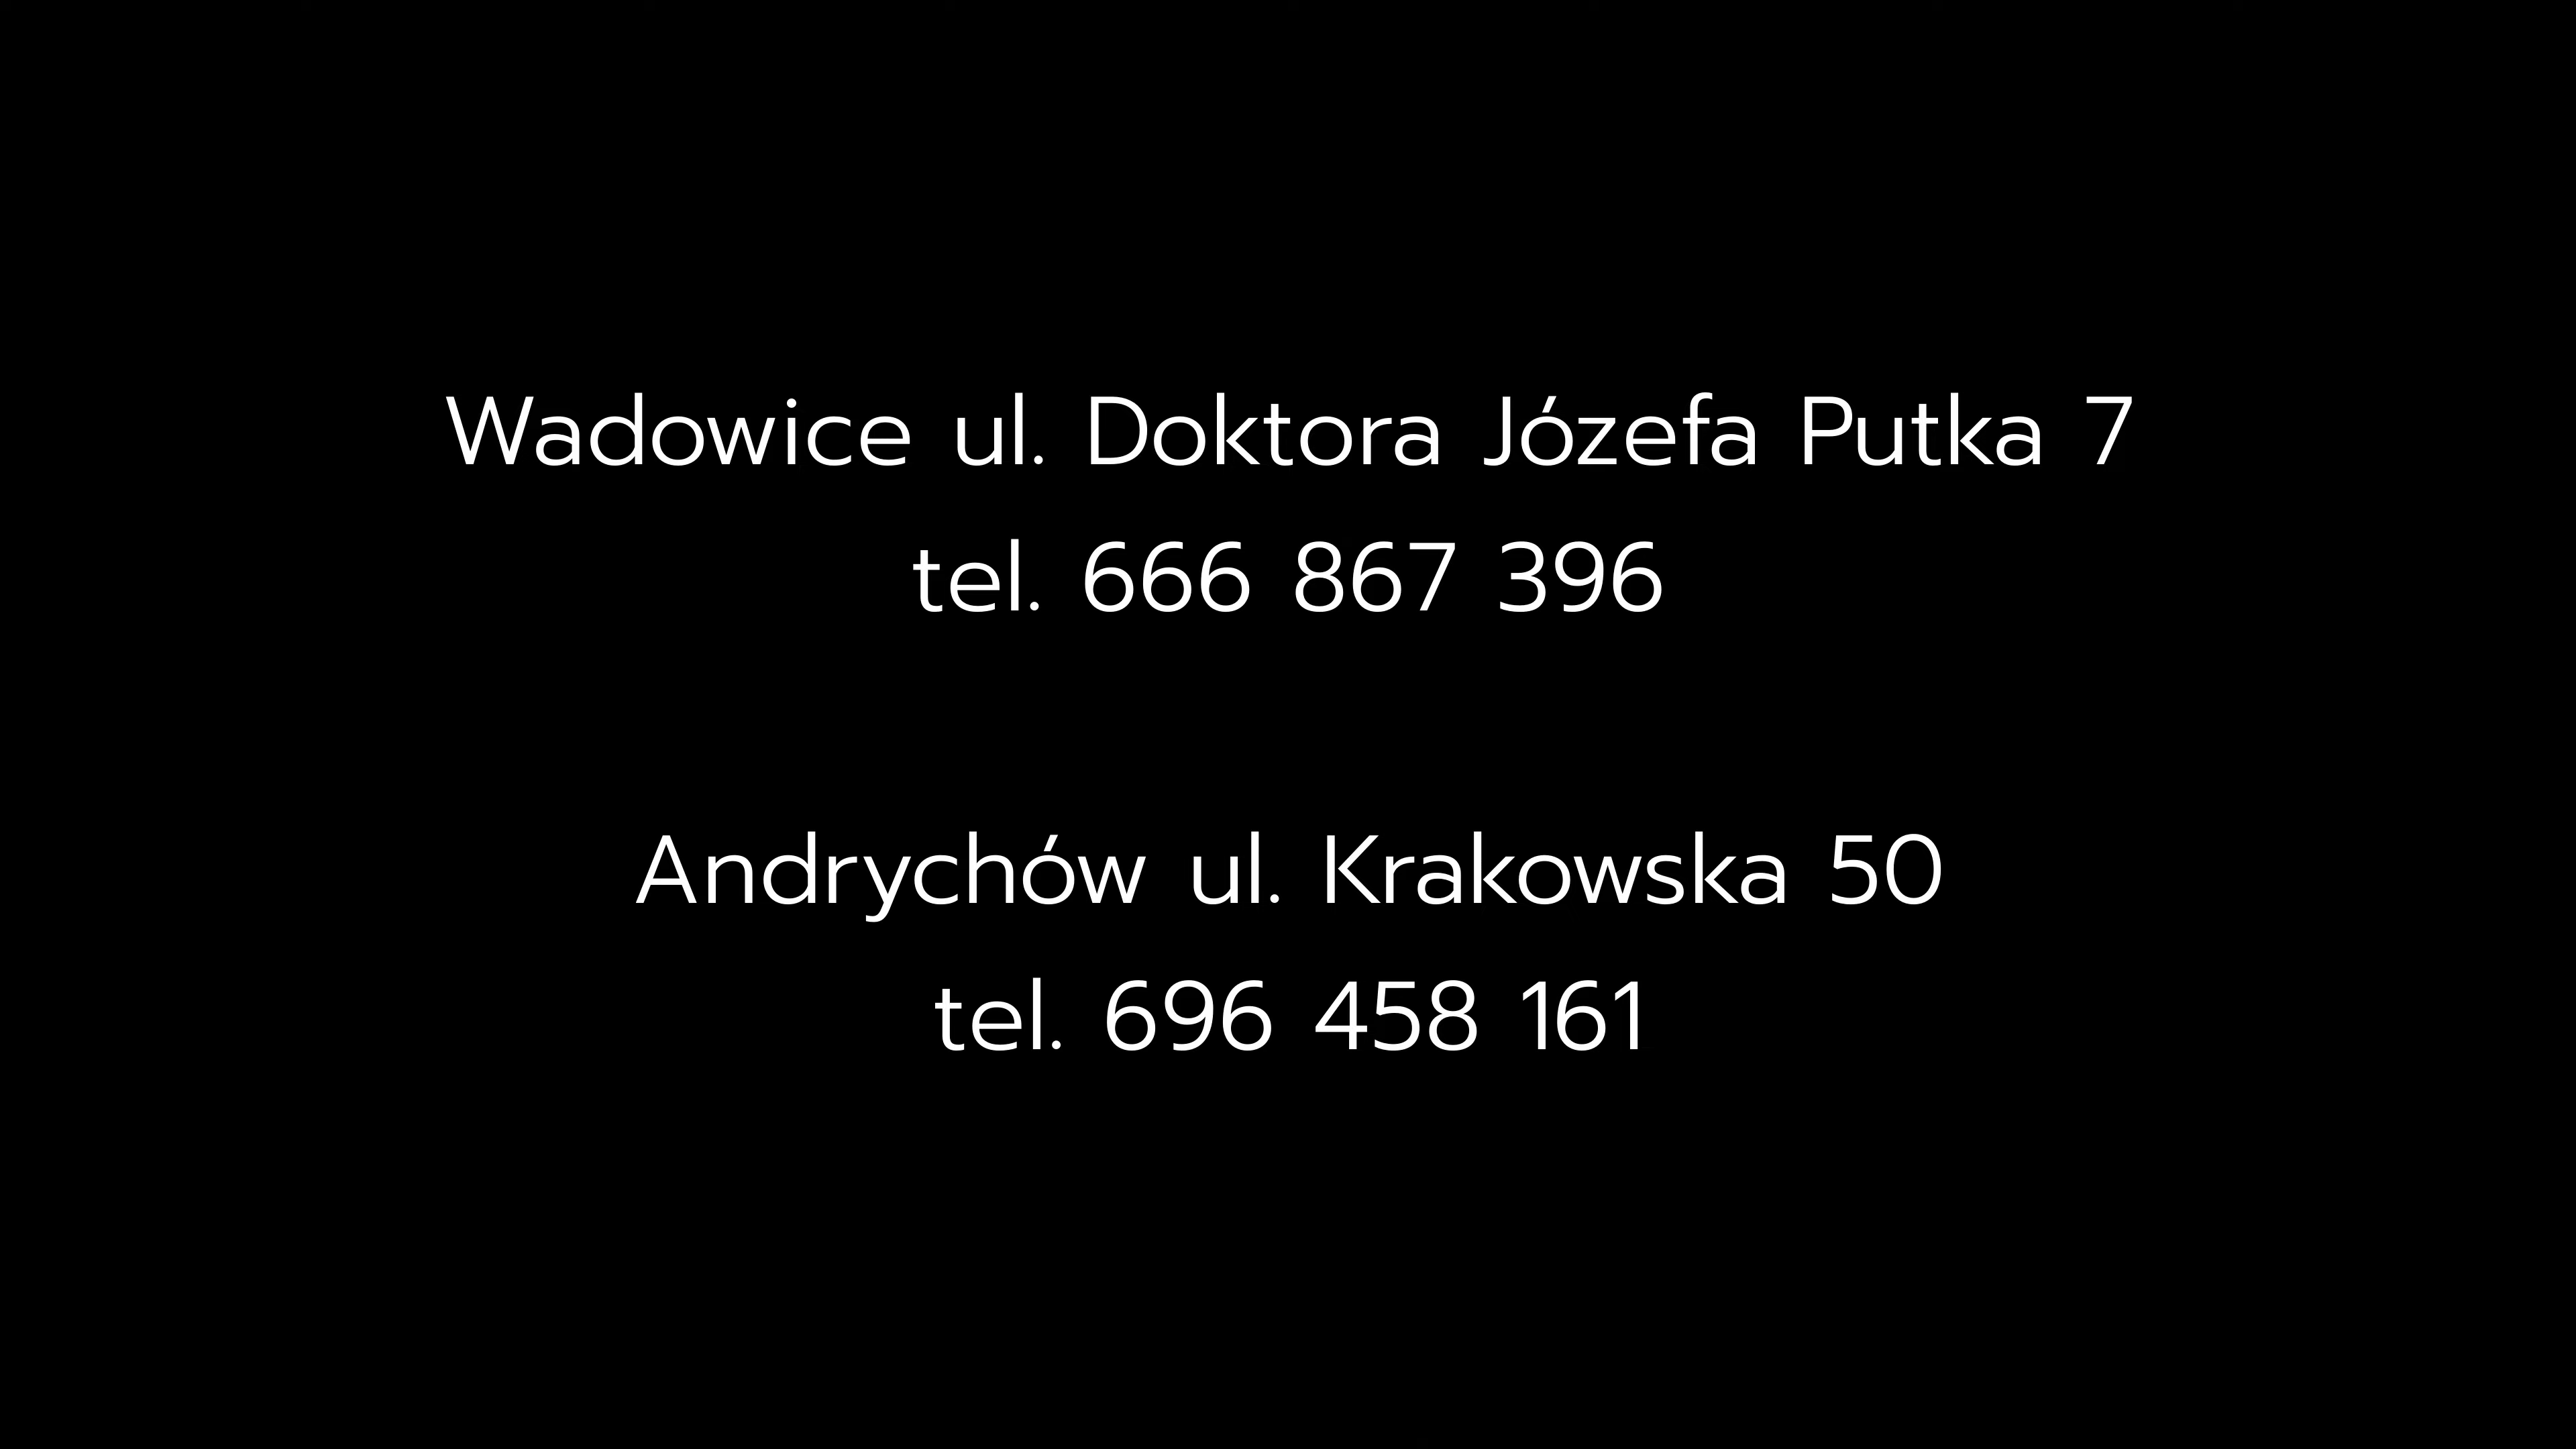 Wadowice ul. Doktora Józefa Putka 7
tel. 666 867 396
Andrychów ul. Krakowska 50
tel. 696 458 161